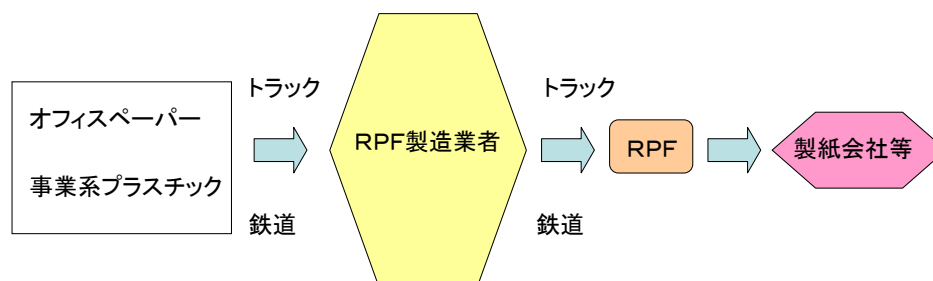 オフィスペーパー
事業系プラスチック
トラック
鉄道
RPF製造業者
トラック
鉄道
RPF
製紙会社等